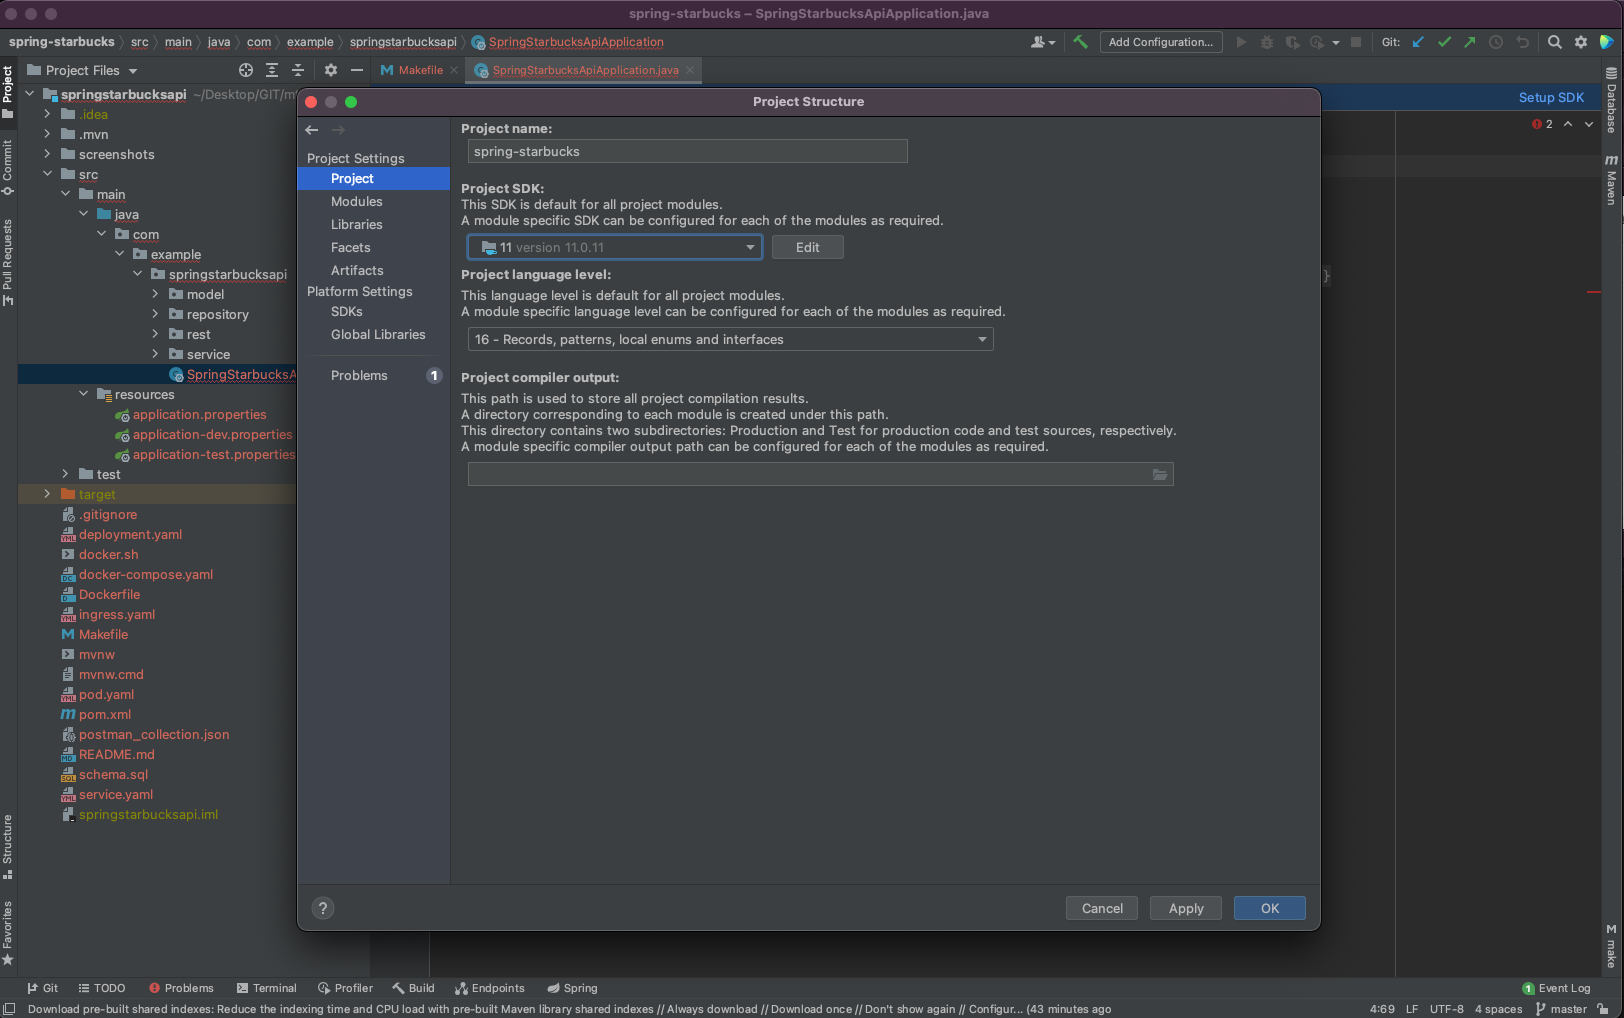 spring-starbucks – SpringStarbucksApiApplication.java
spring-starbucks
src
main
java
com
example
springstarbucksapi
SpringStarbucksApiApplication
Add Configuration...
Git:
Project Files
Makefile
SpringStarbucksApiApplication.java
Project
Commit
Pull Requests
Structure
Favorites
springstarbucksapi ~/Desktop/GIT/
.idea
.mvn
screenshots
src
main
java
com
example
springstarbucksapi
model
repository
rest
service
SpringStarbucksA
resources
application.properties
application-dev.properties
application-test.properties
test
target
.gitignore
deployment.yaml
docker.sh
docker-compose.yaml
Dockerfile
ingress.yaml
Makefile
mvnw
mvnw.cmd
pod.yaml
pom.xml
postman_collection.json
README.md
schema.sql
service.yaml
springstarbucksapi.iml
Project Structure
Project Settings
Project
Modules
Libraries
Facets
Artifacts
Platform Settings
SDKs
Global Libraries
Problems 1
Project name:
spring-starbucks
Project SDK:
This SDK is default for all project modules.
A module specific SDK can be configured for each of the modules as required.
11 version 11.0.11
Edit
Project language level:
This language level is default for all project modules.
A module specific language level can be configured for each of the modules as required.
16 - Records, patterns, local enums and interfaces
Project compiler output:
This path is used to store all project compilation results.
A directory corresponding to each module is created under this path.
This directory contains two subdirectories: Production and Test for production code and test sources, respectively.
A module specific compiler output path can be configured for each of the modules as required.
?
Cancel
Apply
OK
Setup SDK
2
}
Database
m Maven
M make
Git
TODO
Problems
Terminal
Profiler
Build
Endpoints
Spring
1 Event Log
Download pre-built shared indexes: Reduce the indexing time and CPU load with pre-built Maven library shared indexes // Always download // Download once // Don't show again // Configur... (43 minutes ago
4:69 LF UTF-8 4 spaces master